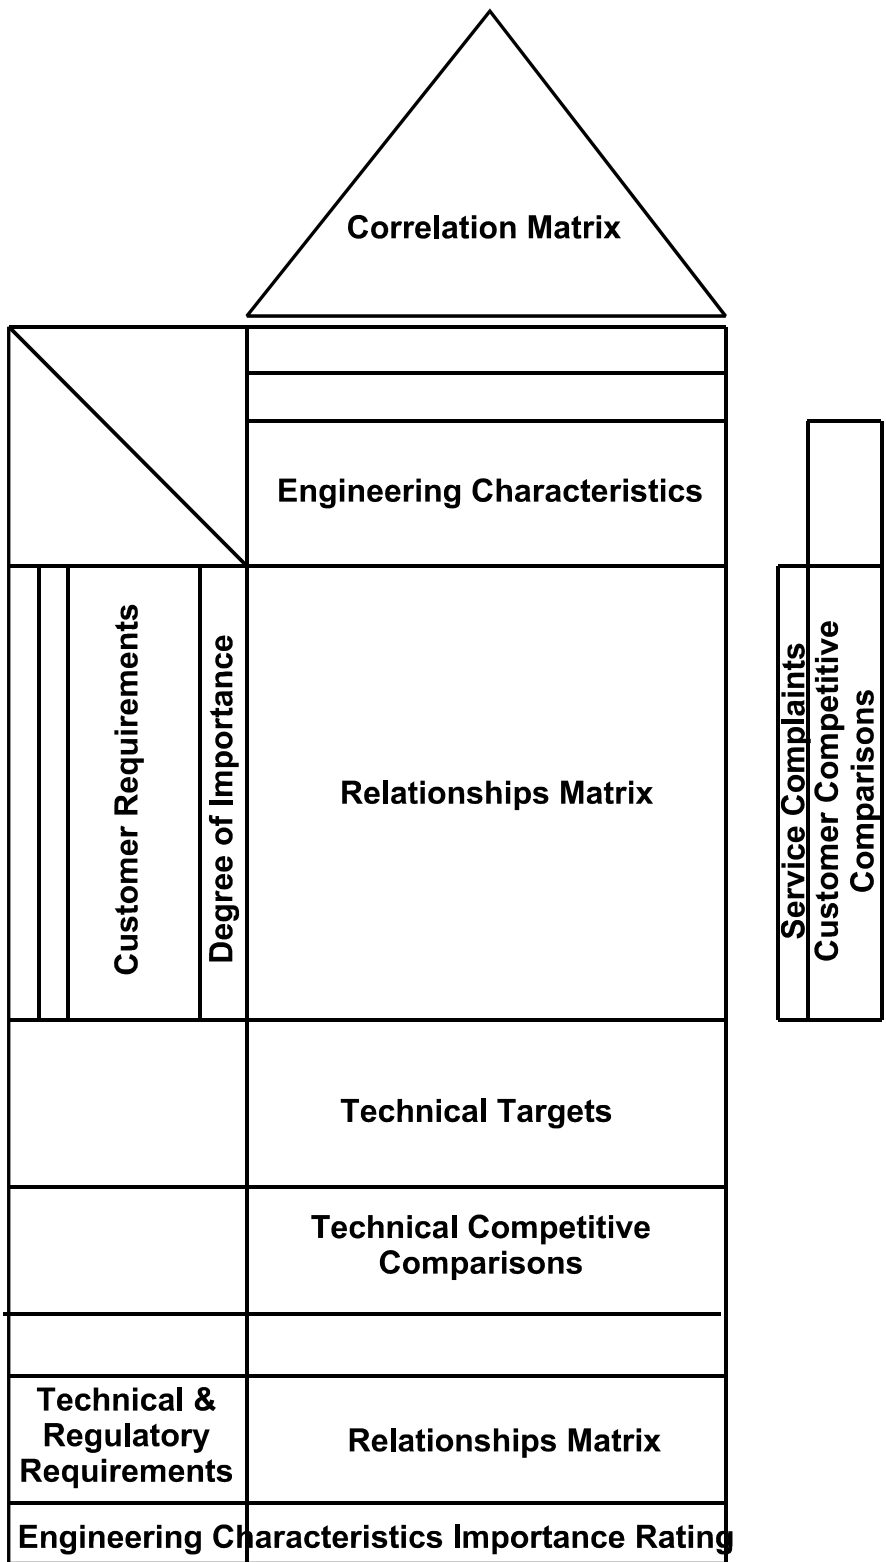 Correlation Matrix
Engineering Characteristics
Customer Requirements
Degree of Importance
Relationships Matrix
Service Complaints
Customer Competitive
Comparisons
Technical Targets
Technical Competitive
Comparisons
Technical &
Regulatory
Requirements
Relationships Matrix
Engineering Characteristics Importance Rating